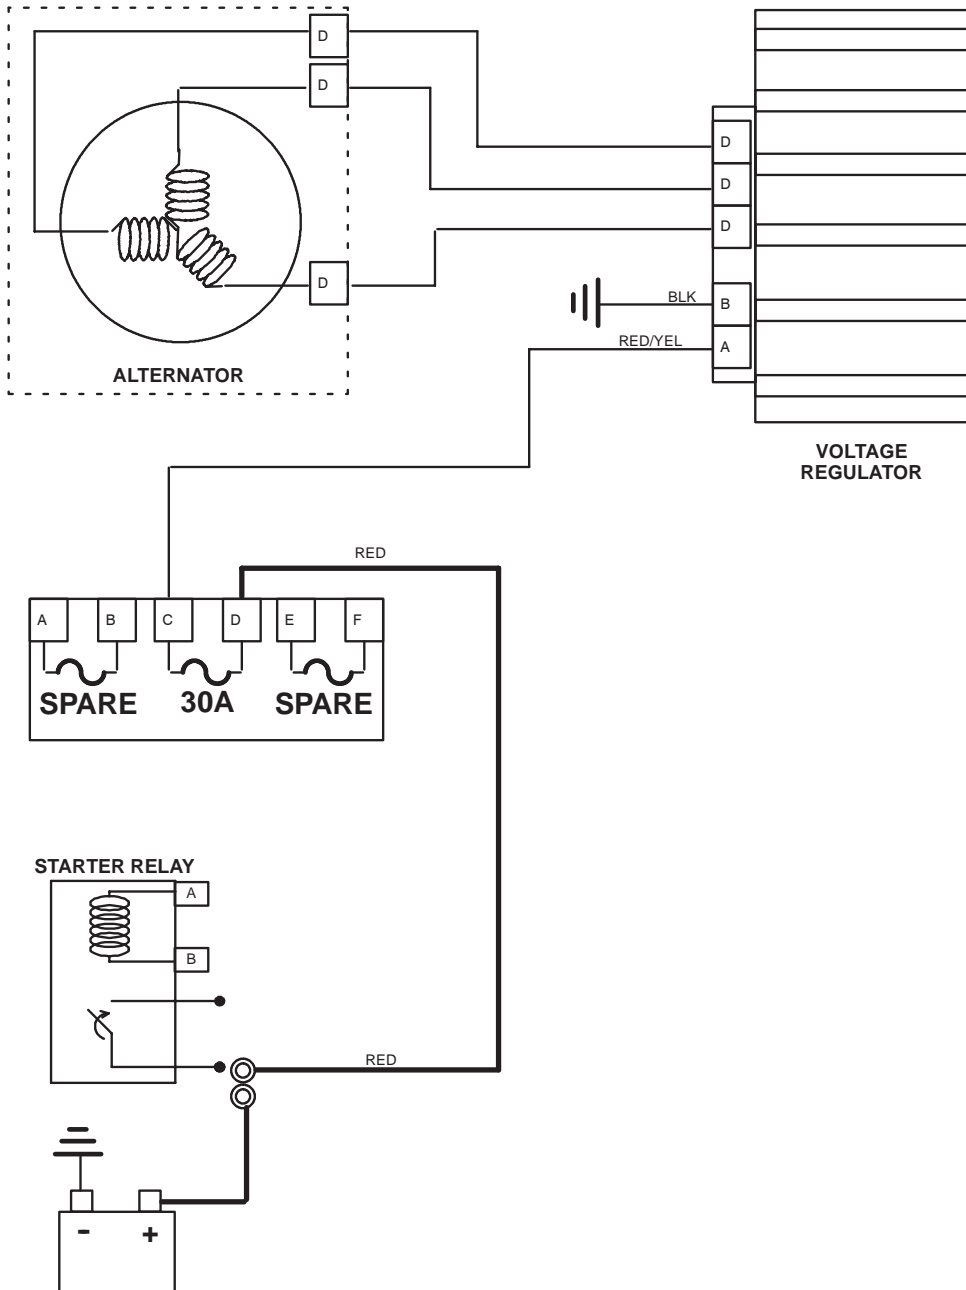 D
D
D
D
D
D
BLK
B
RED/YEL
A
ALTERNATOR
VOLTAGE
REGULATOR
RED
A B C D E F
SPARE 30A SPARE
STARTER RELAY
A
B
RED
- +